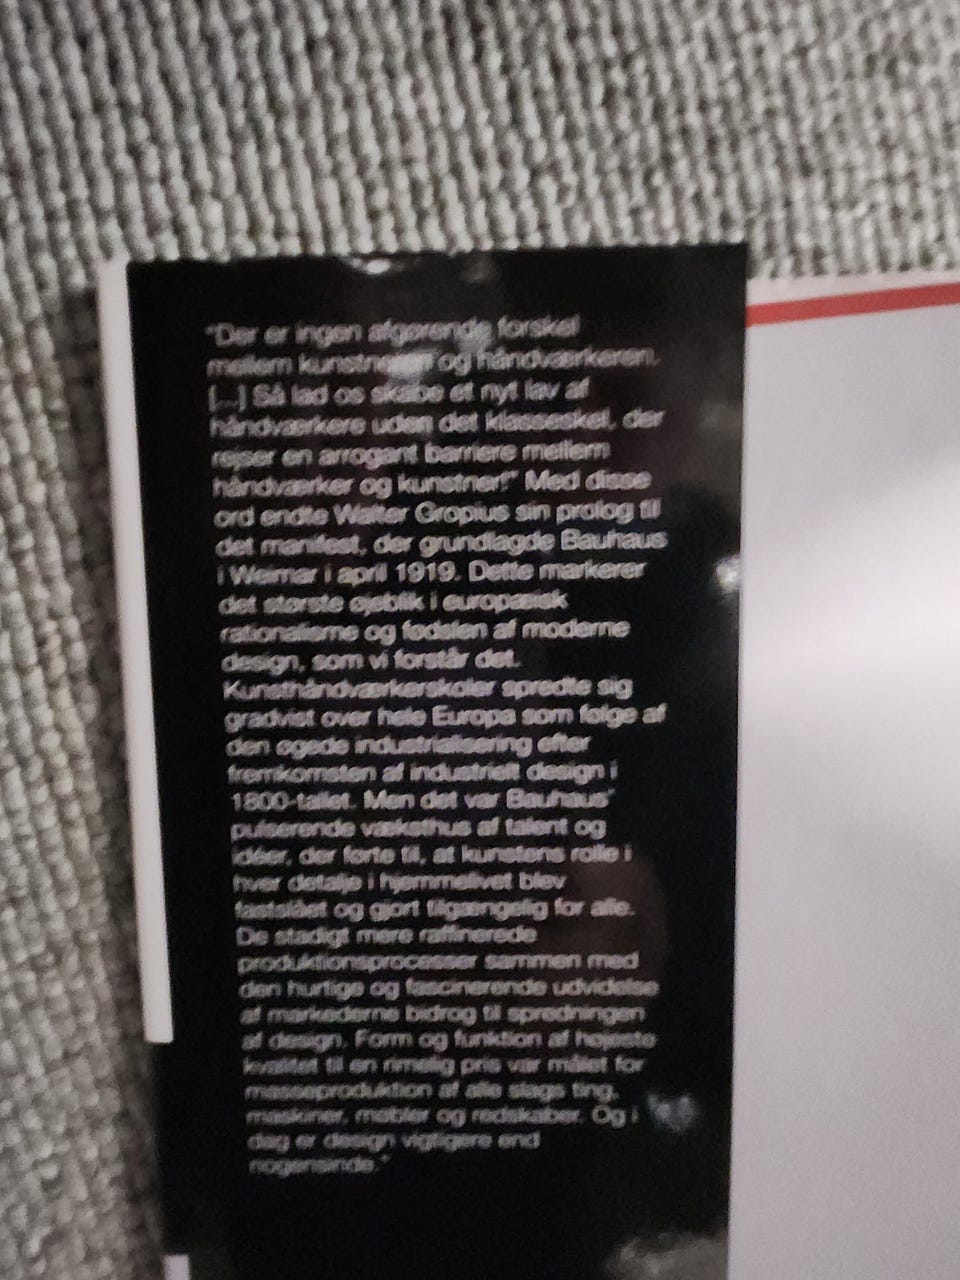 "Der er ingen afgørende forskel
mellem kunstneren og håndværkeren.
[...] Så lad os skabe et nyt lav af
håndværkere uden det klasseskel, der
rejser en arrogant barriere mellem
håndværker og kunstner!" Med disse
ord endte Walter Gropius sin prolog til
det manifest, der grundlagde Bauhaus
i Weimar i april 1919. Dette markerer
det største øjeblik i europæisk
rationalisme og fødslen af moderne
design, som vi forstår det.
Kunsthåndværkerskoler spredte sig
gradvist over hele Europa som følge af
den øgede industrialisering efter
fremkomsten af industrielt design i
1800-tallet. Men det var Bauhaus'
pulserende væksthus af talent og
idéer, der førte til, at kunstens rolle i
hver detalje i hjemmelivet blev
fastslået og gjort tilgængelig for alle.
De stadigt mere raffinerede
produktionsprocesser sammen med
den hurtige og fascinerende udvidelse
af markederne bidrog til spredningen
af design. Form og funktion af højeste
kvalitet til en rimelig pris var målet for
masseproduktion af alle slags ting,
maskiner, møbler og redskaber. Og i
dag er design vigtigere end
nogensinde."